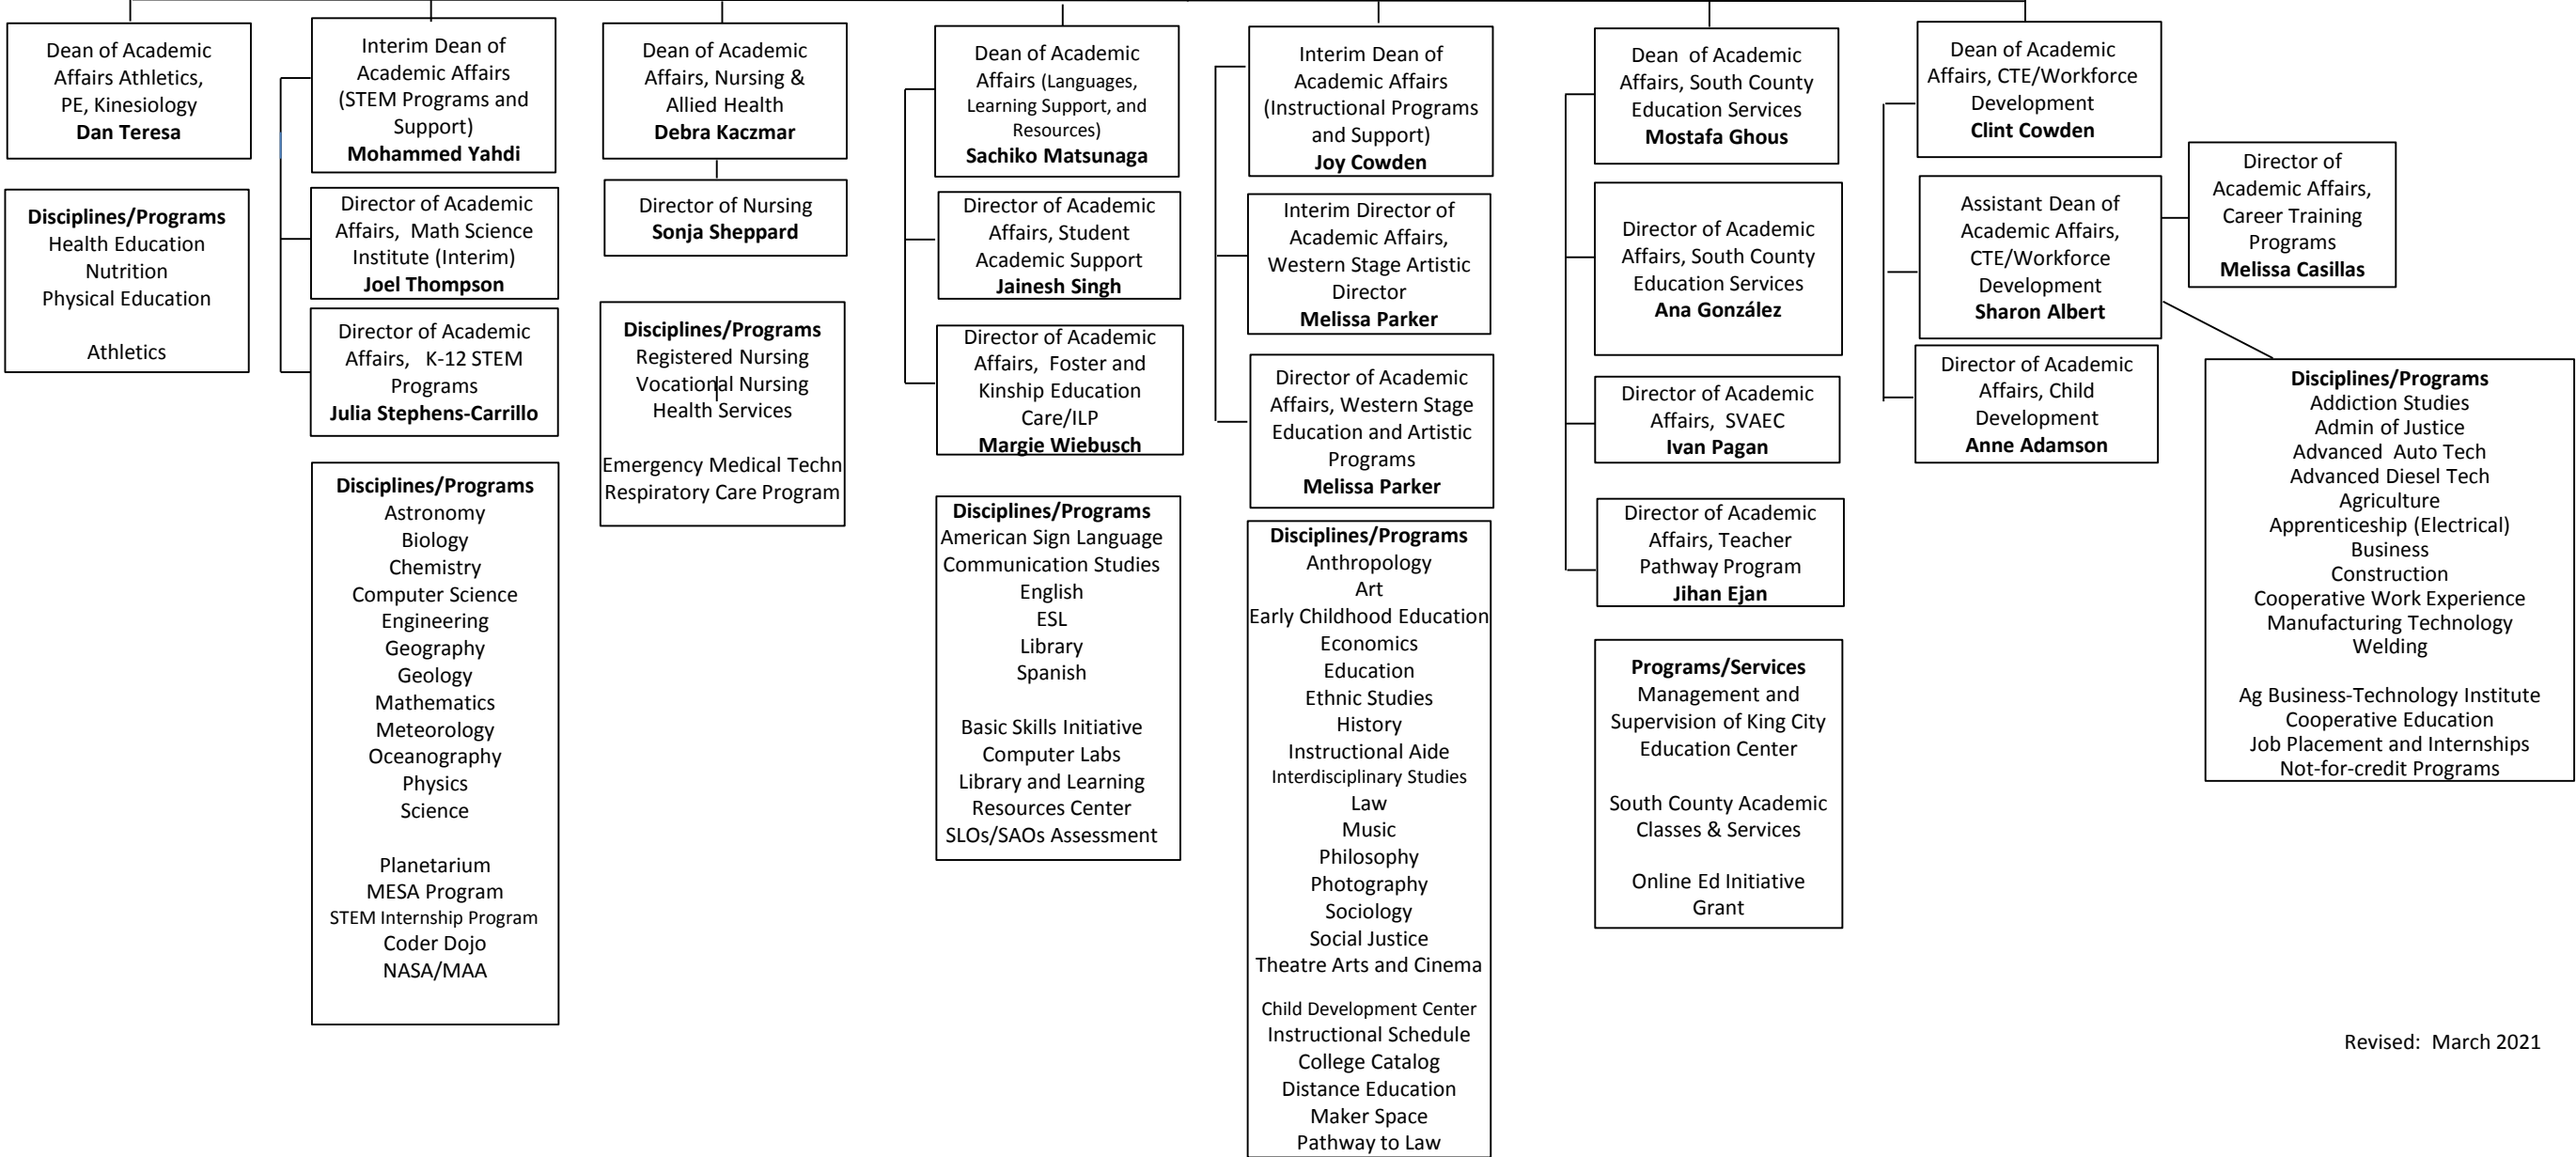 Dean of Academic
Affairs Athletics,
PE, Kinesiology
Dan Teresa
Disciplines/Programs
Health Education
Nutrition
Physical Education
Athletics
Interim Dean of
Academic Affairs
(STEM Programs and
Support)
Mohammed Yahdi
Director of Academic
Affairs, Math Science
Institute (Interim)
Joel Thompson
Director of Academic
Affairs, K-12 STEM
Programs
Julia Stephens-Carrillo
Disciplines/Programs
Astronomy
Biology
Chemistry
Computer Science
Engineering
Geography
Geology
Mathematics
Meteorology
Oceanography
Physics
Science
Planetarium
MESA Program
STEM Internship Program
Coder Dojo
NASA/MAA
Dean of Academic
Affairs, Nursing &
Allied Health
Debra Kaczmar
Director of Nursing
Sonja Sheppard
Disciplines/Programs
Registered Nursing
Vocational Nursing
Health Services
Emergency Medical Techn
Respiratory Care Program
Dean of Academic
Affairs (Languages,
Learning Support, and
Resources)
Sachiko Matsunaga
Director of Academic
Affairs, Student
Academic Support
Jainesh Singh
Director of Academic
Affairs, Foster and
Kinship Education
Care/ILP
Margie Wiebusch
Disciplines/Programs
American Sign Language
Communication Studies
English
ESL
Library
Spanish
Basic Skills Initiative
Computer Labs
Library and Learning
Resources Center
SLOs/SAOs Assessment
Interim Dean of
Academic Affairs
(Instructional Programs
and Support)
Joy Cowden
Interim Director of
Academic Affairs,
Western Stage Artistic
Director
Melissa Parker
Director of Academic
Affairs, Western Stage
Education and Artistic
Programs
Melissa Parker
Disciplines/Programs
Anthropology
Art
Early Childhood Education
Economics
Education
Ethnic Studies
History
Instructional Aide
Interdisciplinary Studies
Law
Music
Philosophy
Photography
Sociology
Social Justice
Theatre Arts and Cinema
Child Development Center
Instructional Schedule
College Catalog
Distance Education
Maker Space
Pathway to Law
Dean of Academic
Affairs, South County
Education Services
Mostafa Ghous
Director of Academic
Affairs, South County
Education Services
Ana González
Director of Academic
Affairs, SVAEC
Ivan Pagan
Director of Academic
Affairs, Teacher
Pathway Program
Jihan Ejan
Programs/Services
Management and
Supervision of King City
Education Center
South County Academic
Classes & Services
Online Ed Initiative
Grant
Dean of Academic
Affairs, CTE/Workforce
Development
Clint Cowden
Assistant Dean of
Academic Affairs,
CTE/Workforce
Development
Sharon Albert
Director of Academic
Affairs, Child
Development
Anne Adamson
Director of
Academic Affairs,
Career Training
Programs
Melissa Casillas
Disciplines/Programs
Addiction Studies
Admin of Justice
Advanced Auto Tech
Advanced Diesel Tech
Agriculture
Apprenticeship (Electrical)
Business
Construction
Cooperative Work Experience
Manufacturing Technology
Welding
Ag Business-Technology Institute
Cooperative Education
Job Placement and Internships
Not-for-credit Programs
Revised: March 2021